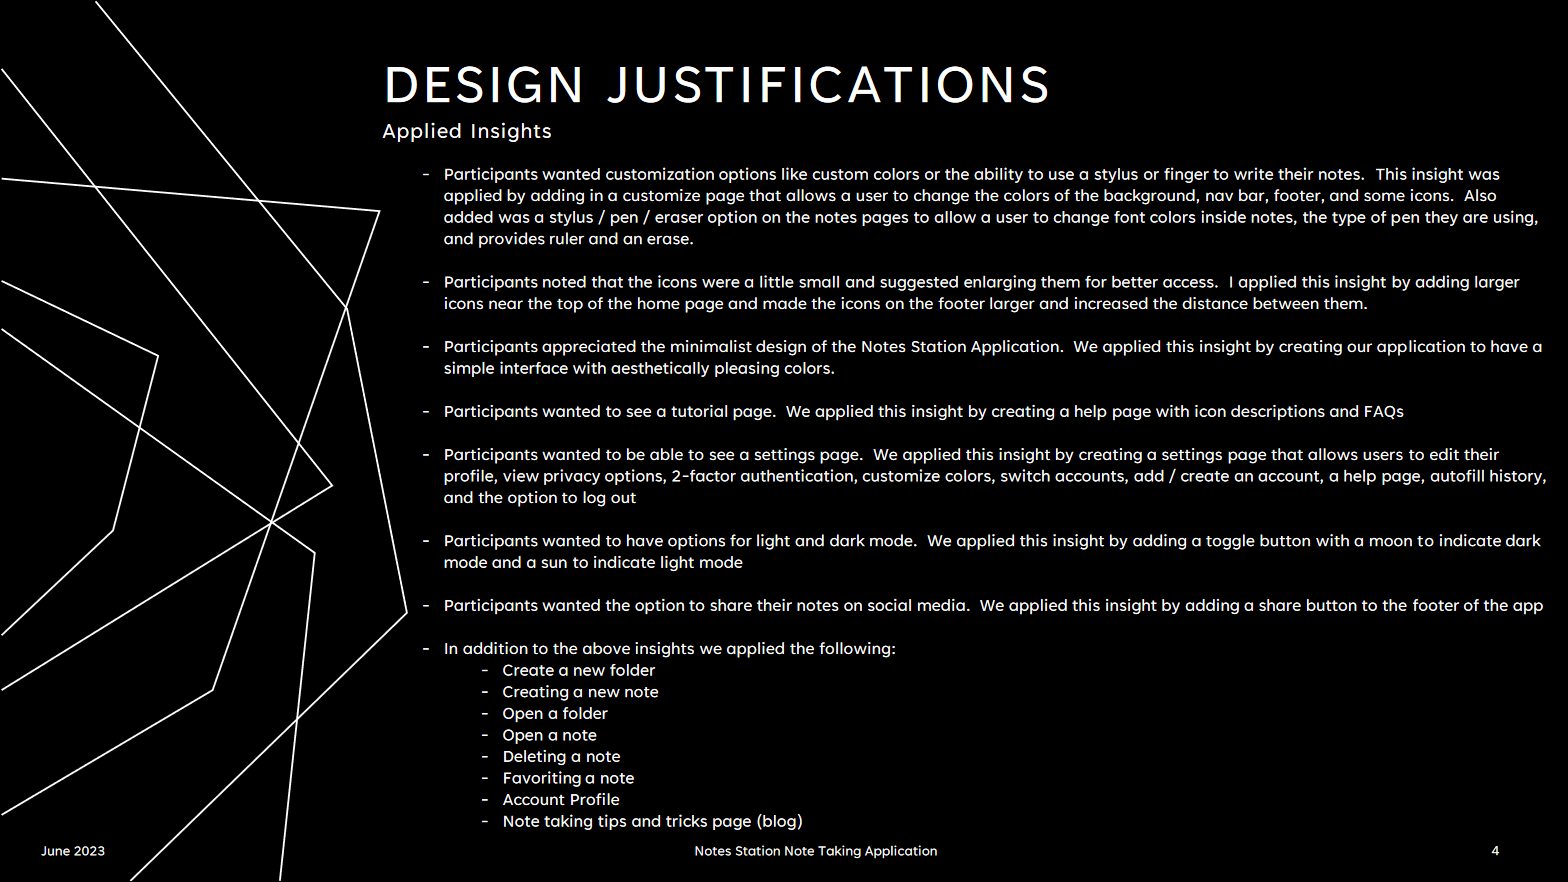 DESIGN JUSTIFICATIONS
Applied Insights
- Participants wanted customization options like custom colors or the ability to use a stylus or finger to write their notes.  This insight was
applied by adding in a customize page that allows a user to change the colors of the background, nav bar, footer, and some icons.  Also
added was a stylus / pen / eraser option on the notes pages to allow a user to change font colors inside notes, the type of pen they are using,
and provides ruler and an erase.
- Participants noted that the icons were a little small and suggested enlarging them for better access.  I applied this insight by adding larger
icons near the top of the home page and made the icons on the footer larger and increased the distance between them.
- Participants appreciated the minimalist design of the Notes Station Application.  We applied this insight by creating our application to have a
simple interface with aesthetically pleasing colors.
- Participants wanted to see a tutorial page.  We applied this insight by creating a help page with icon descriptions and FAQs
- Participants wanted to be able to see a settings page.  We applied this insight by creating a settings page that allows users to edit their
profile, view privacy options, 2-factor authentication, customize colors, switch accounts, add / create an account, a help page, autofill history,
and the option to log out
- Participants wanted to have options for light and dark mode.  We applied this insight by adding a toggle button with a moon to indicate dark
mode and a sun to indicate light mode
- Participants wanted the option to share their notes on social media.  We applied this insight by adding a share button to the footer of the app
- In addition to the above insights we applied the following:
- Create a new folder
- Creating a new note
- Open a folder
- Open a note
- Deleting a note
- Favoriting a note
- Account Profile
- Note taking tips and tricks page (blog)
June 2023
Notes Station Note Taking Application
4